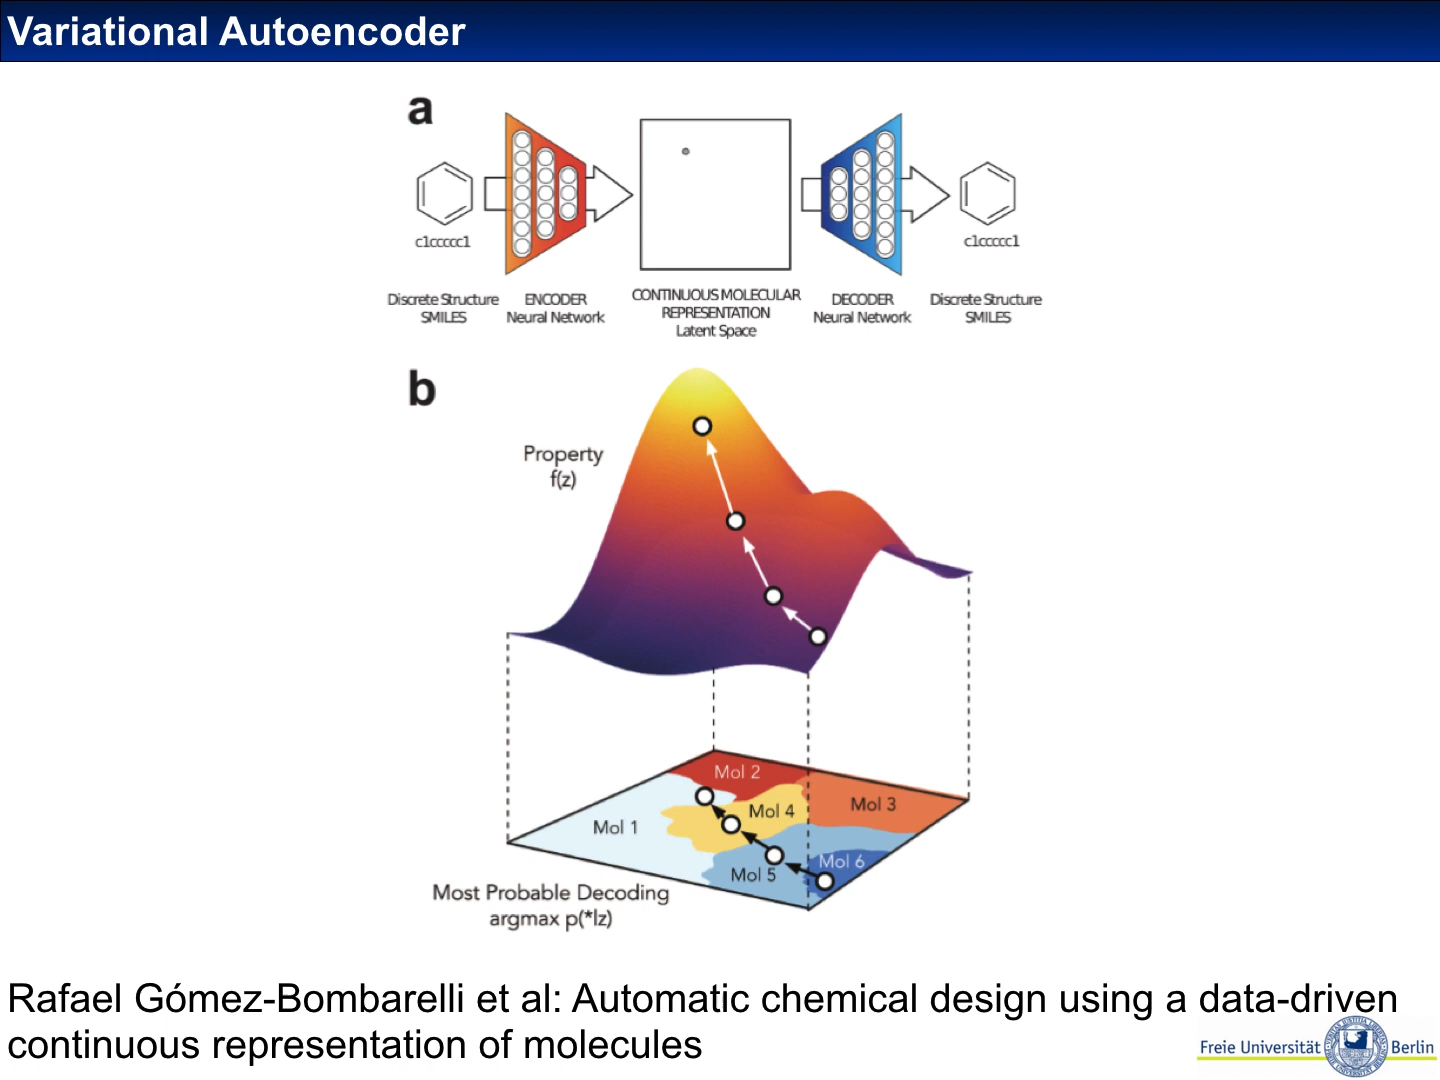 Variational Autoencoder
a
c1ccccc1
c1ccccc1
Discrete Structure
SMILES
ENCODER
Neural Network
CONTINUOUS MOLECULAR
REPRESENTATION
Latent Space
DECODER
Neural Network
Discrete Structure
SMILES
b
Property
f(z)
Mol 2
Mol 3
Mol 4
Mol 1
Mol 6
Mol 5
Most Probable Decoding
argmax p(*|z)
Rafael Gómez-Bombarelli et al: Automatic chemical design using a data-driven
continuous representation of molecules
Freie Universität Berlin